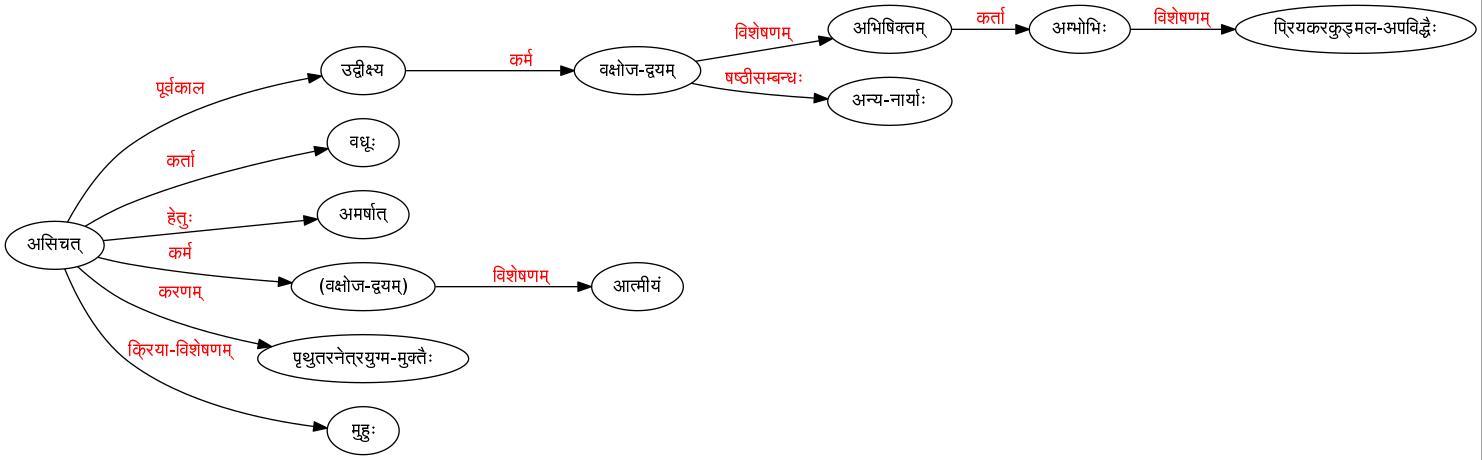 विशेषणम् अभिषिक्तम् कर्ता अम्भोभिः विशेषणम् प्रियकरकुड्मल-अपविद्धैः
पूर्वकाल उद्वीक्ष्य कर्म वक्षोज-द्वयम्
षष्ठीसम्बन्धः अन्य-नार्याः
कर्ता वधूः
हेतुः अमर्षात्
असिचत्
कर्म (वक्षोज-द्वयम्) विशेषणम् आत्मीयं
करणम् पृथुतरनेत्रयुग्म-मुक्तैः
क्रिया-विशेषणम् मुहुः